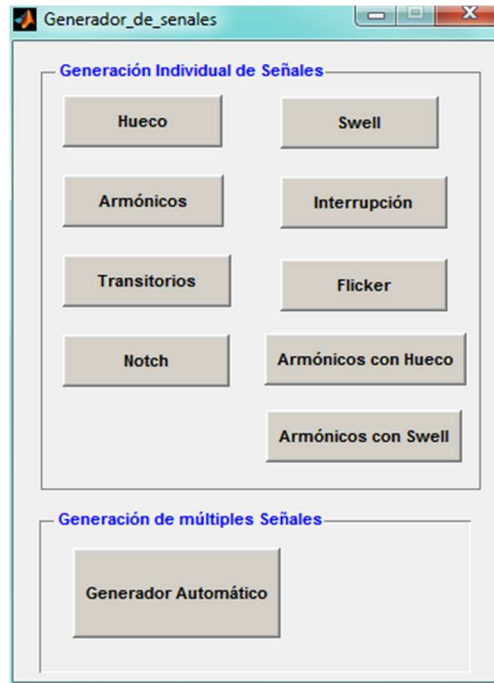 Generador_de_senales
Generación Individual de Señales
Hueco
Swell
Armónicos
Interrupción
Transitorios
Flicker
Notch
Armónicos con Hueco
Armónicos con Swell
Generación de múltiples Señales
Generador Automático